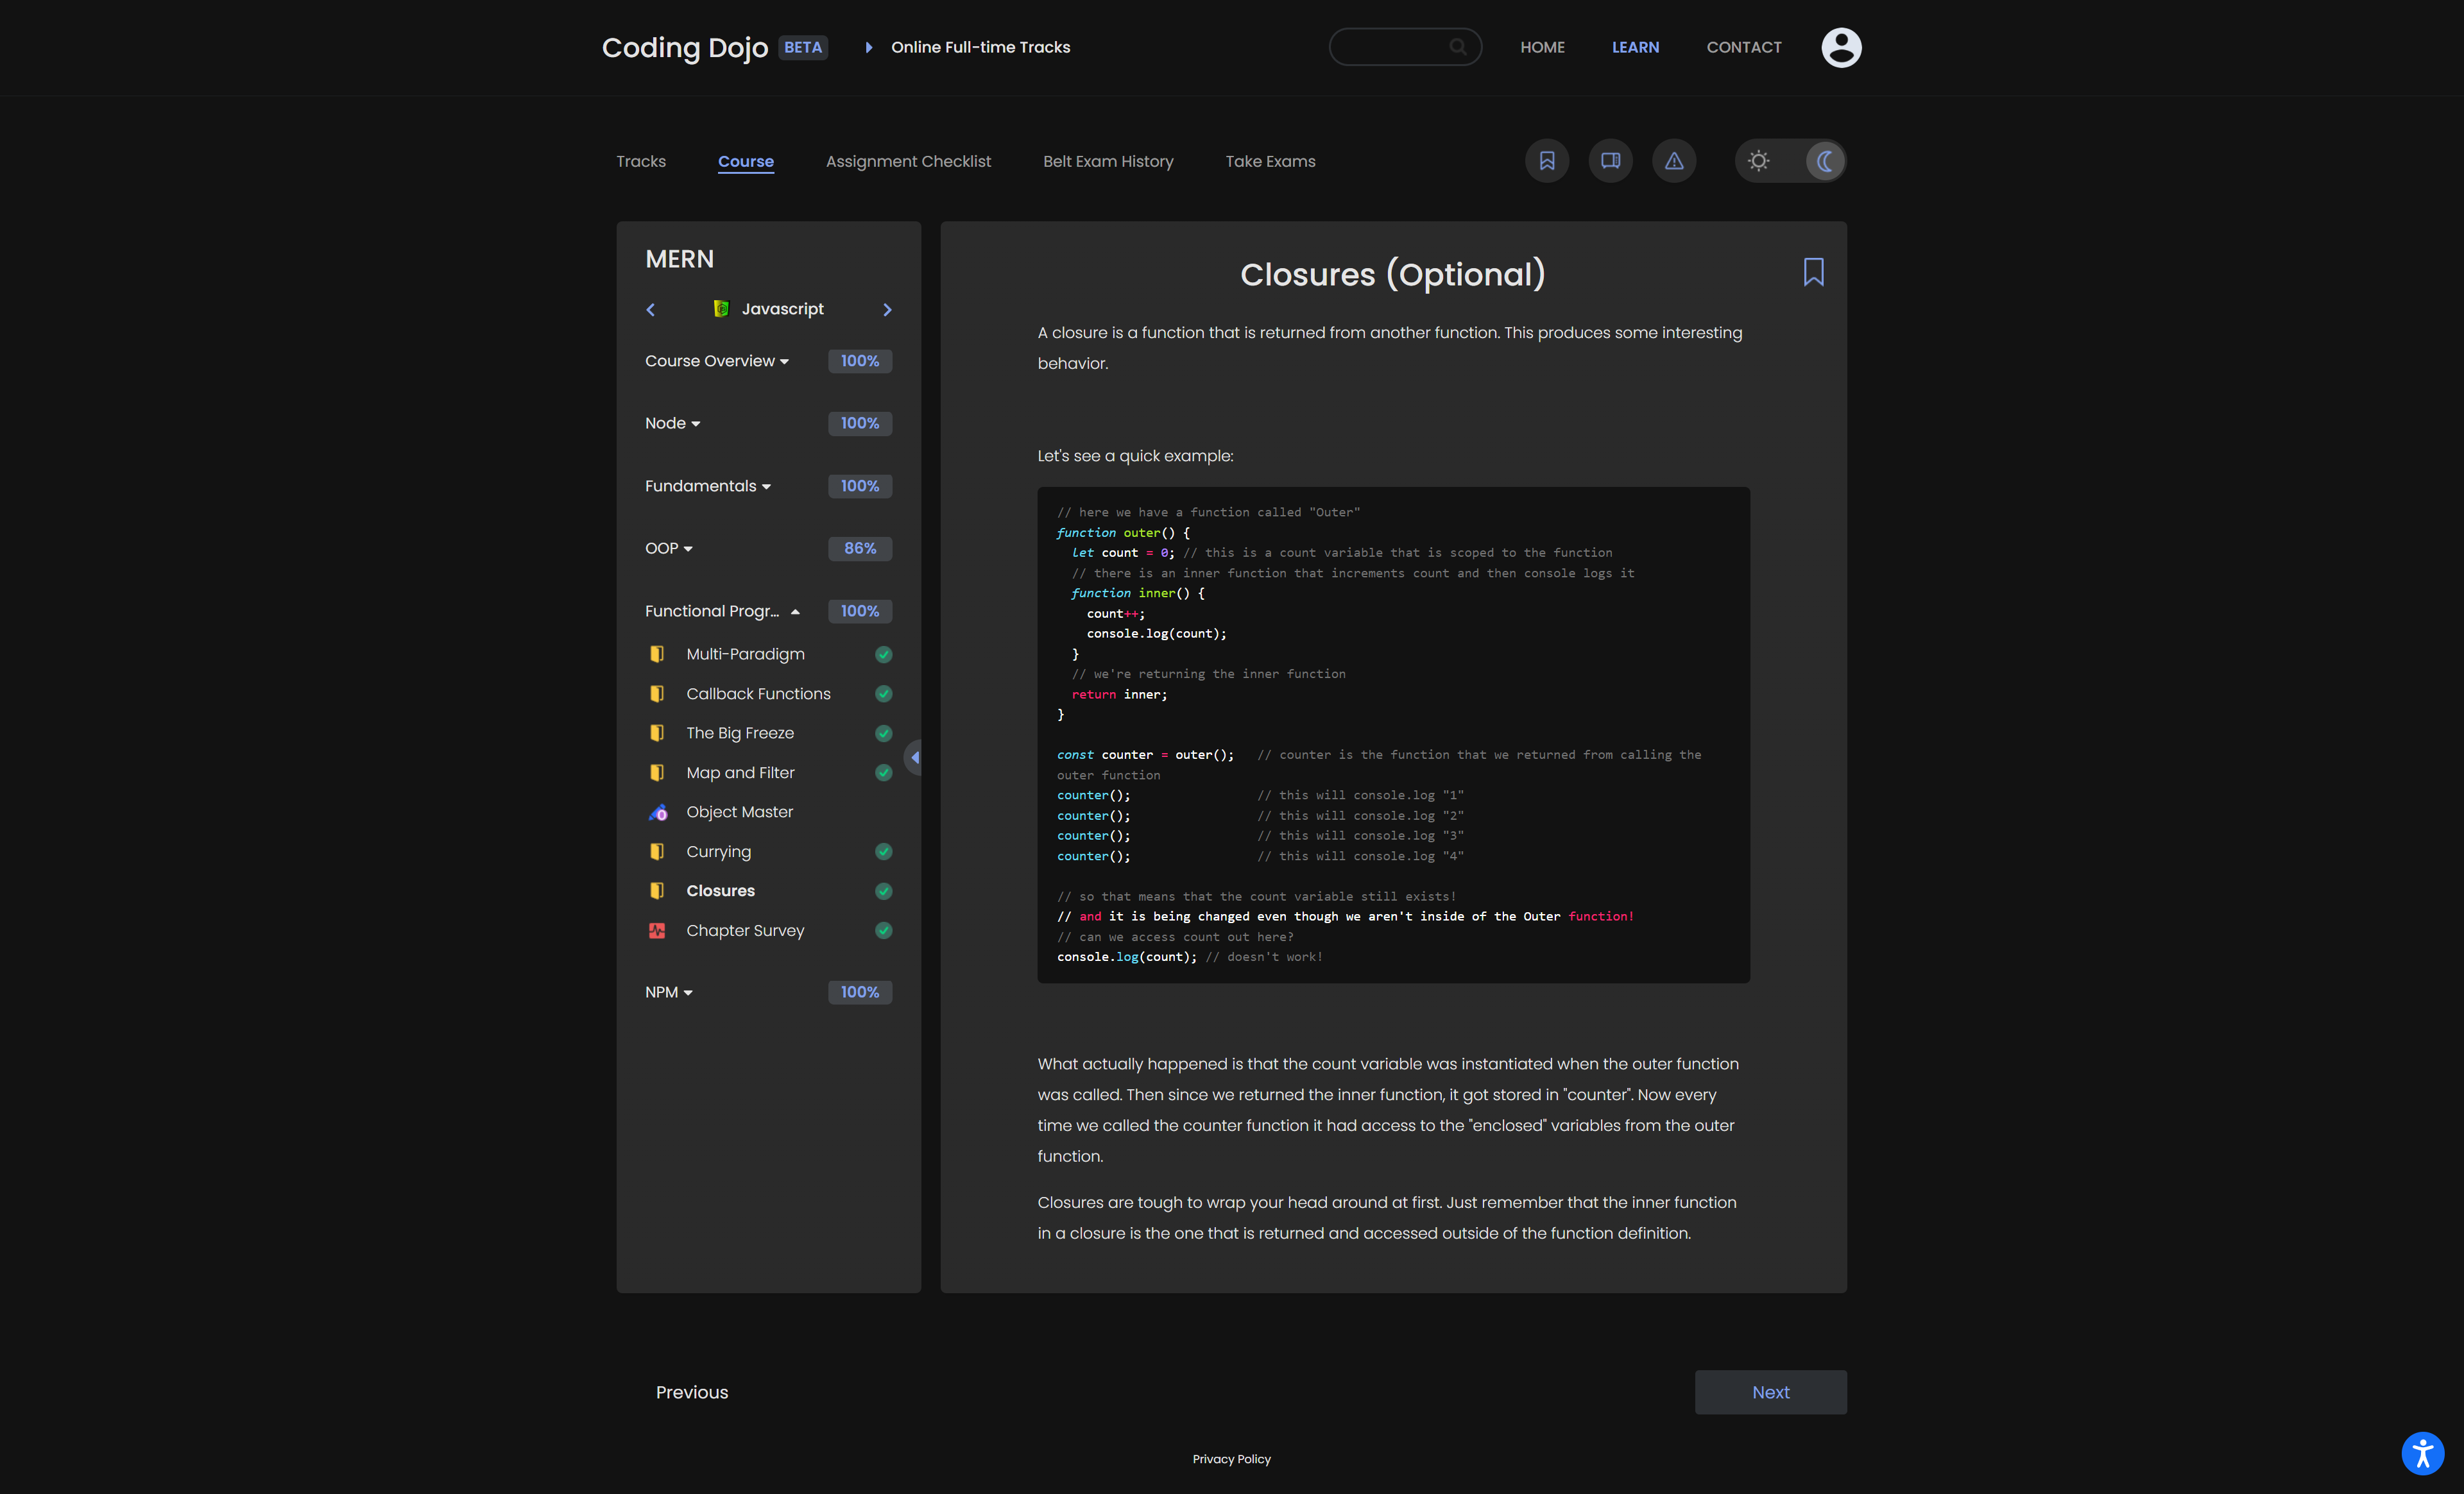 Coding Dojo BETA Online Full-time Tracks HOME LEARN CONTACT
Tracks Course Assignment Checklist Belt Exam History Take Exams
MERN
Javascript
Course Overview 100%
Node 100%
Fundamentals 100%
OOP 86%
Functional Progr... 100%
Multi-Paradigm
Callback Functions
The Big Freeze
Map and Filter
Object Master
Currying
Closures
Chapter Survey
NPM 100%
Closures (Optional)
A closure is a function that is returned from another function. This produces some interesting
behavior.
Let's see a quick example:
// here we have a function called "Outer"
function outer() {
  let count = 0; // this is a count variable that is scoped to the function
  // there is an inner function that increments count and then console logs it
  function inner() {
    count++;
    console.log(count);
  }
  // we're returning the inner function
  return inner;
}
const counter = outer();   // counter is the function that we returned from calling the
outer function
counter();                 // this will console.log "1"
counter();                 // this will console.log "2"
counter();                 // this will console.log "3"
counter();                 // this will console.log "4"
// so that means that the count variable still exists!
// and it is being changed even though we aren't inside of the Outer function!
// can we access count out here?
console.log(count); // doesn't work!
What actually happened is that the count variable was instantiated when the outer function
was called. Then since we returned the inner function, it got stored in "counter". Now every
time we called the counter function it had access to the "enclosed" variables from the outer
function.
Closures are tough to wrap your head around at first. Just remember that the inner function
in a closure is the one that is returned and accessed outside of the function definition.
Previous
Next
Privacy Policy